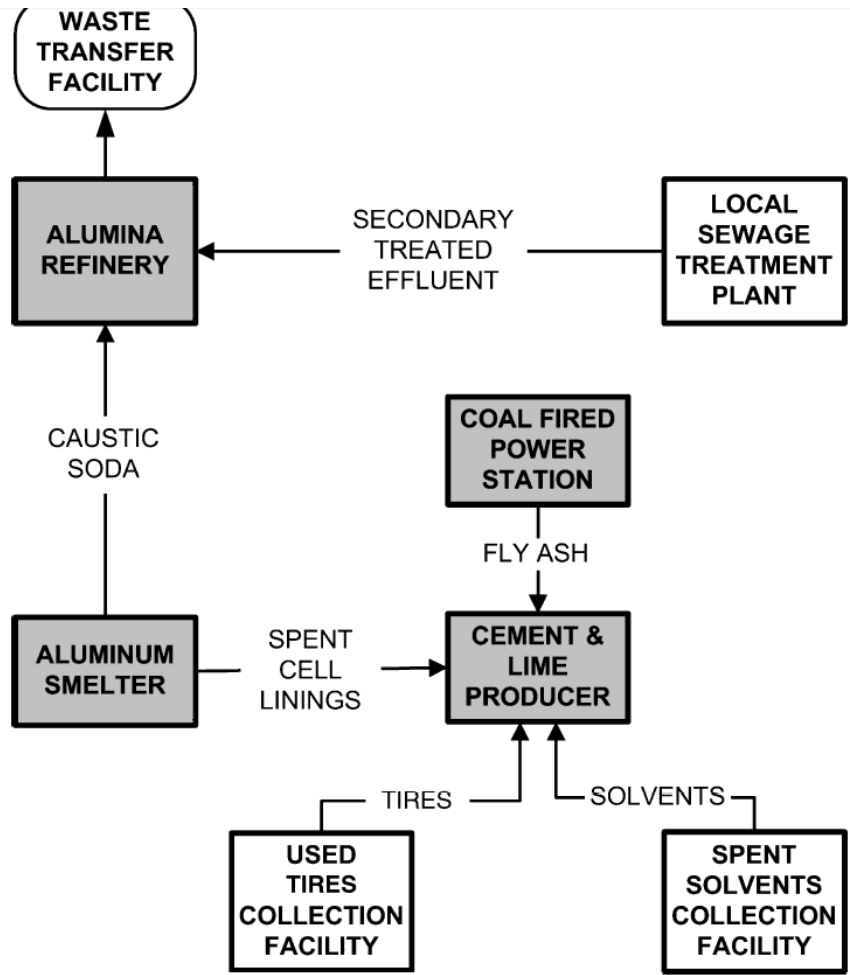 WASTE
TRANSFER
FACILITY
ALUMINA
REFINERY
SECONDARY
TREATED
EFFLUENT
LOCAL
SEWAGE
TREATMENT
PLANT
CAUSTIC
SODA
COAL FIRED
POWER
STATION
FLY ASH
ALUMINUM
SMELTER
SPENT
CELL
LININGS
CEMENT &
LIME
PRODUCER
TIRES
SOLVENTS
USED
TIRES
COLLECTION
FACILITY
SPENT
SOLVENTS
COLLECTION
FACILITY